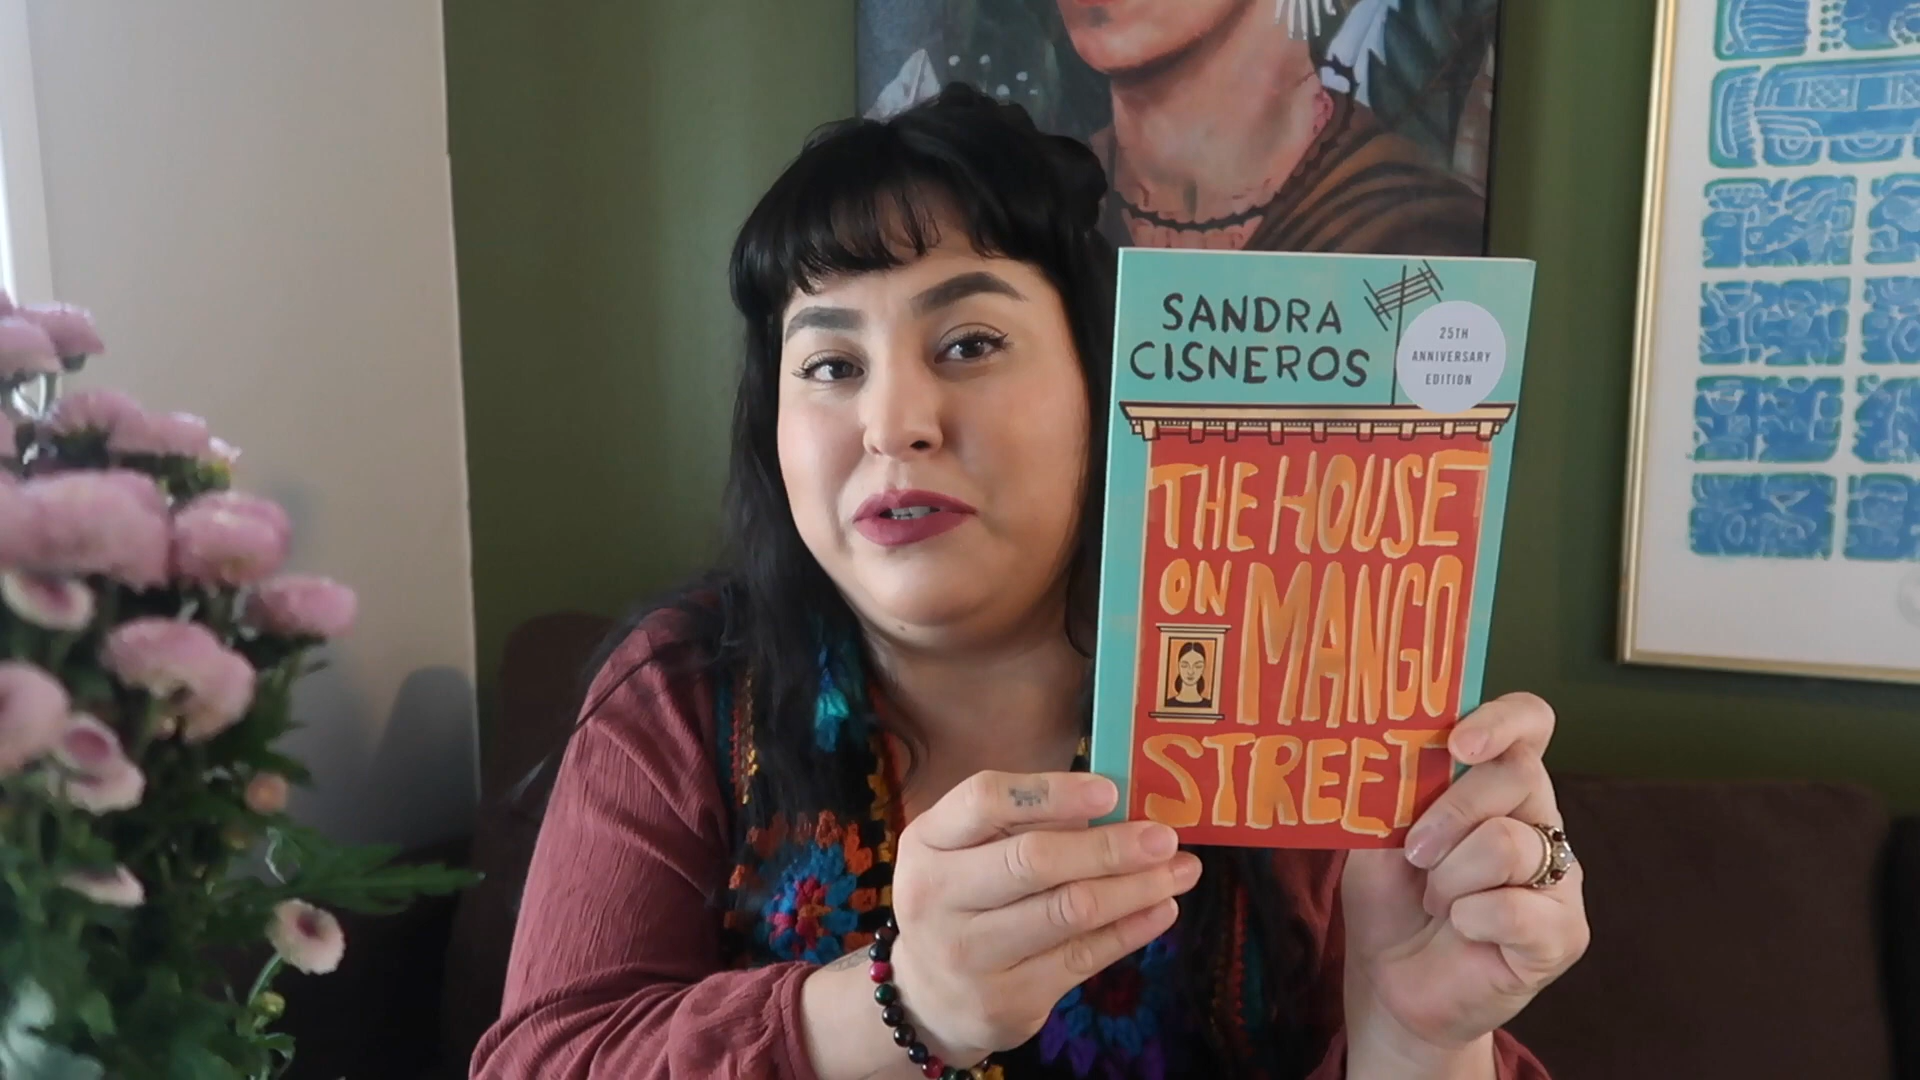 SANDRA
CISNEROS
25TH
ANNIVERSARY
EDITION
THE HOUSE
ON MANGO
STREET